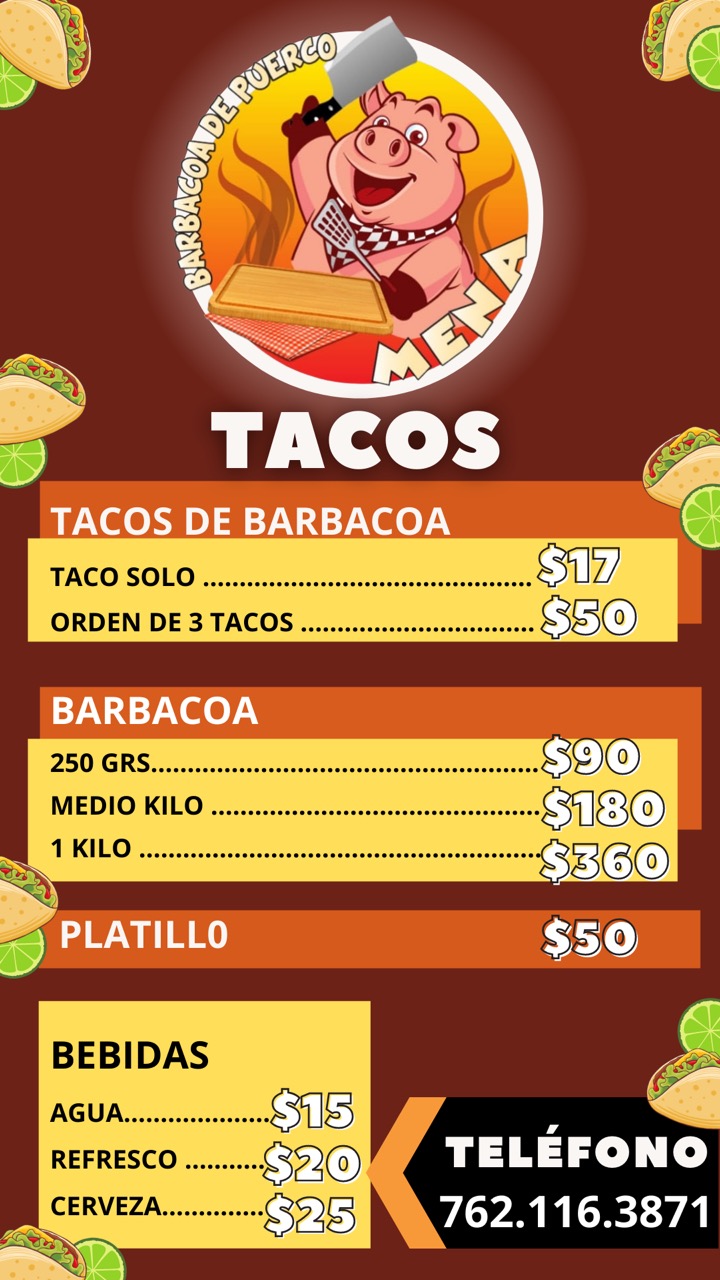 BARBACOA DE PUERCO
MENA
TACOS
TACOS DE BARBACOA
TACO SOLO ............................................. $17
ORDEN DE 3 TACOS ................................ $50
BARBACOA
250 GRS..................................................... $90
MEDIO KILO ............................................. $180
1 KILO ....................................................... $360
PLATILL0 $50
BEBIDAS
AGUA.................... $15
REFRESCO ........... $20
CERVEZA.............. $25
TELÉFONO
762.116.3871